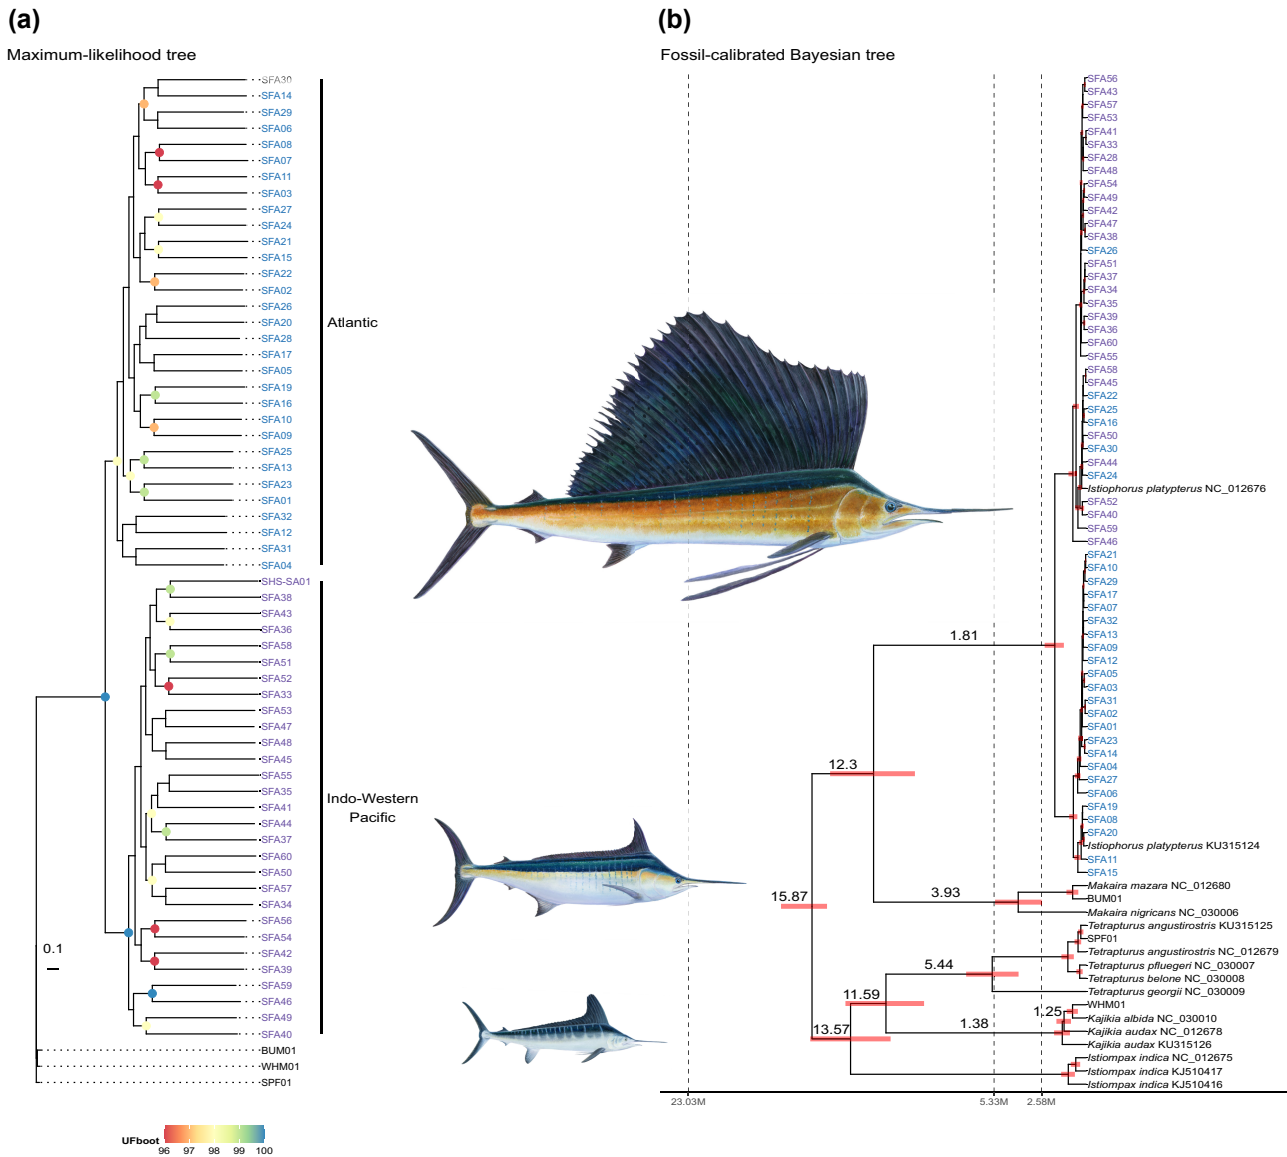 (a)
Maximum-likelihood tree
SFA30
SFA14
SFA29
SFA06
SFA08
SFA07
SFA11
SFA03
SFA27
SFA24
SFA21
SFA15
SFA22
SFA02
SFA26
SFA20
SFA28
SFA17
SFA05
SFA19
SFA16
SFA10
SFA09
SFA25
SFA13
SFA23
SFA01
SFA32
SFA12
SFA31
SFA04
Atlantic
SHS-SA01
SFA38
SFA43
SFA36
SFA58
SFA51
SFA52
SFA33
SFA53
SFA47
SFA48
SFA45
SFA55
SFA35
SFA41
SFA44
SFA37
SFA60
SFA50
SFA57
SFA34
SFA56
SFA54
SFA42
SFA39
SFA59
SFA46
SFA49
SFA40
Indo-Western
Pacific
BUM01
WHM01
SPF01
0.1
UFboot
96 97 98 99 100
(b)
Fossil-calibrated Bayesian tree
SFA56
SFA43
SFA57
SFA53
SFA41
SFA33
SFA28
SFA48
SFA54
SFA49
SFA42
SFA47
SFA38
SFA26
SFA51
SFA37
SFA34
SFA35
SFA39
SFA36
SFA60
SFA55
SFA58
SFA45
SFA22
SFA25
SFA16
SFA50
SFA30
SFA44
SFA24
Istiophorus platypterus NC_012676
SFA52
SFA40
SFA59
SFA46
SFA21
SFA10
SFA29
SFA17
SFA07
SFA32
SFA13
SFA09
SFA12
SFA05
SFA03
SFA31
SFA02
SFA01
SFA23
SFA14
SFA04
SFA27
SFA06
SFA19
SFA08
SFA20
Istiophorus platypterus KU315124
SFA11
SFA15
Makaira mazara NC_012680
BUM01
Makaira nigricans NC_030006
Tetrapturus angustirostris KU315125
SPF01
Tetrapturus angustirostris NC_012679
Tetrapturus pfluegeri NC_030007
Tetrapturus belone NC_030008
Tetrapturus georgii NC_030009
WHM01
Kajikia albida NC_030010
Kajikia audax NC_012678
Kajikia audax KU315126
Istiompax indica NC_012675
Istiompax indica KJ510417
Istiompax indica KJ510416
1.81
12.3
3.93
15.87
5.44
11.59
1.25
1.38
13.57
23.03M 5.33M 2.58M